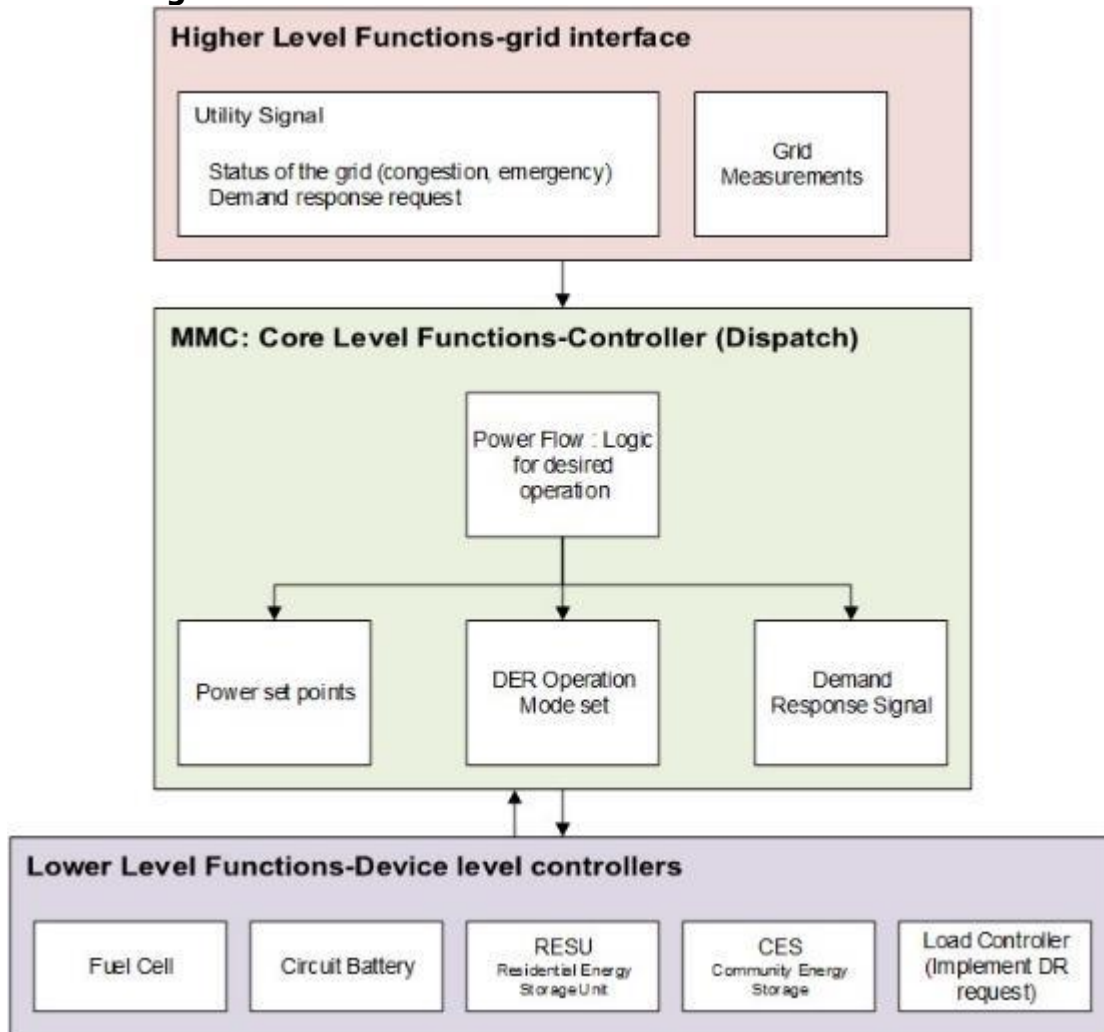 Higher Level Functions-grid interface
Utility Signal
Status of the grid (congestion, emergency)
Demand response request
Grid
Measurements
MMC: Core Level Functions-Controller (Dispatch)
Power Flow : Logic
for desired
operation
Power set points
DER Operation
Mode set
Demand
Response Signal
Lower Level Functions-Device level controllers
Fuel Cell
Circuit Battery
RESU
Residential Energy
Storage Unit
CES
Community Energy
Storage
Load Controller
(Implement DR
request)